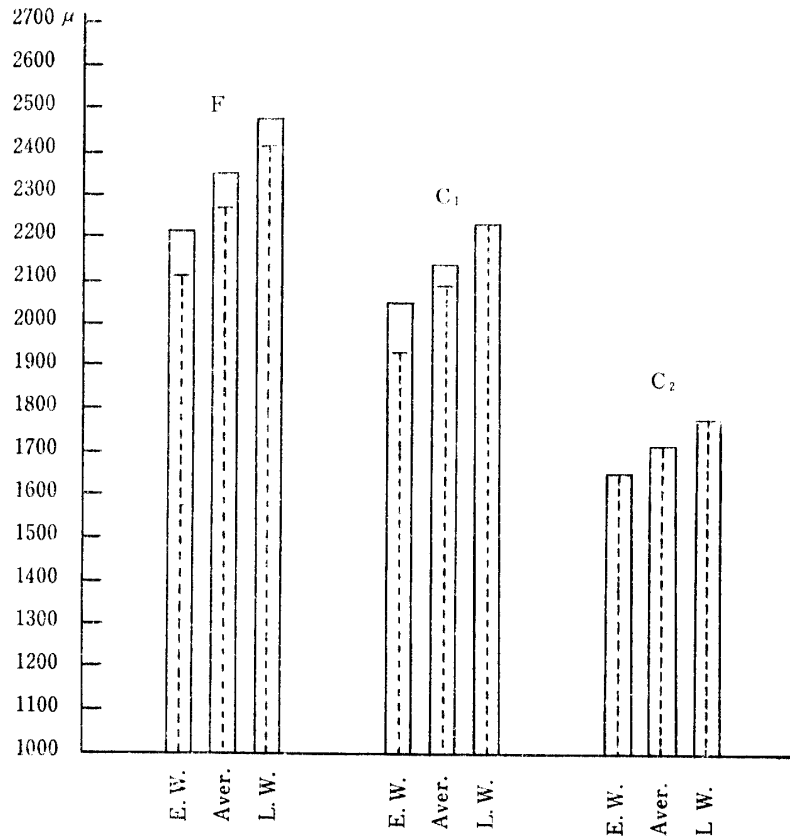 2700 μ
2600
2500
2400
2300
2200
2100
2000
1900
1800
1700
1600
1500
1400
1300
1200
1100
1000
F
C₁
C₂
E. W.
Aver.
L. W.
E. W.
Aver.
L. W.
E. W.
Aver.
L W.